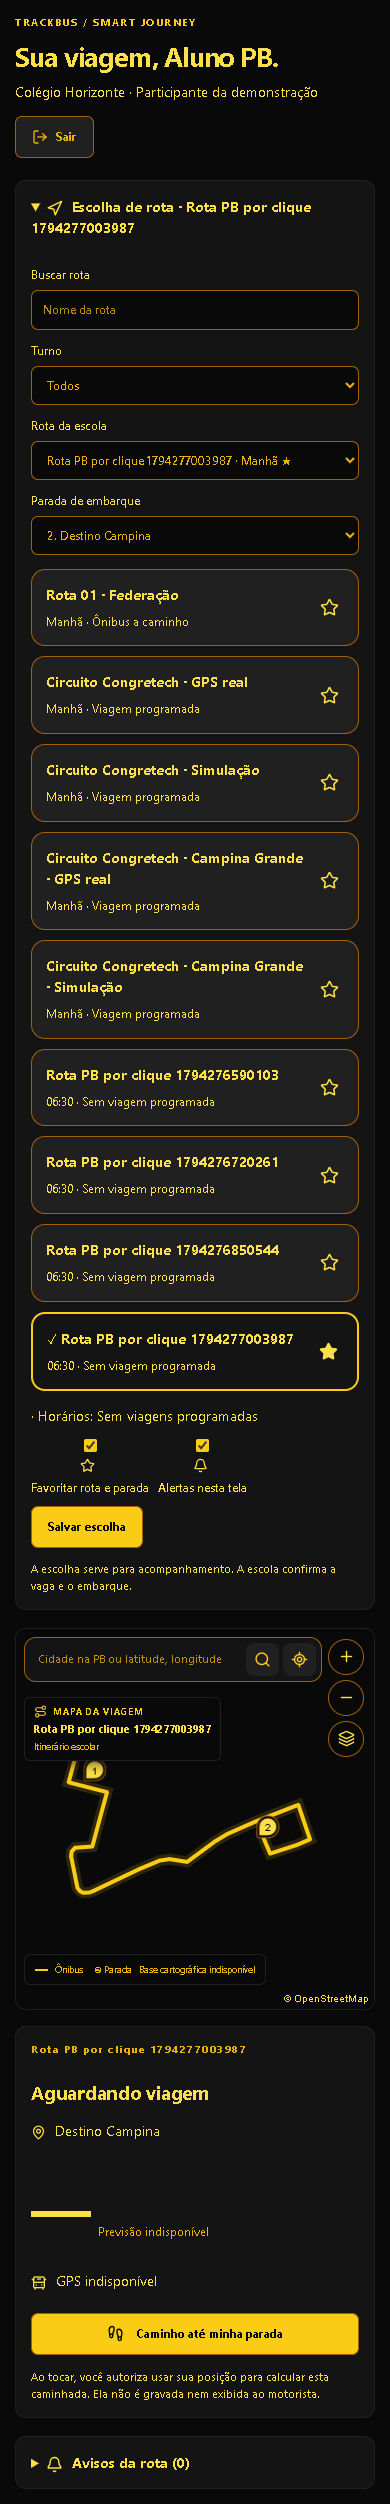 TRACKBUS / SMART JOURNEY
Sua viagem, Aluno PB.
Colégio Horizonte · Participante da demonstração
Sair
Escolha de rota - Rota PB por clique
1794277003987
Buscar rota
Nome da rota
Turno
Todos
Rota da escola
Rota PB por clique 1794277003987 · Manhã ★
Parada de embarque
2. Destino Campina
Rota 01 - Federação
Manhã · Ônibus a caminho
Circuito Congretech - GPS real
Manhã · Viagem programada
Circuito Congretech - Simulação
Manhã · Viagem programada
Circuito Congretech - Campina Grande
- GPS real
Manhã · Viagem programada
Circuito Congretech - Campina Grande
- Simulação
Manhã · Viagem programada
Rota PB por clique 1794276590103
06:30 · Sem viagem programada
Rota PB por clique 1794276720261
06:30 · Sem viagem programada
Rota PB por clique 1794276850544
06:30 · Sem viagem programada
✓ Rota PB por clique 1794277003987
06:30 · Sem viagem programada
· Horários: Sem viagens programadas
Favoritar rota e parada Alertas nesta tela
Salvar escolha
A escolha serve para acompanhamento. A escola confirma a
vaga e o embarque.
Cidade na PB ou latitude, longitude
+
−
MAPA DA VIAGEM
Rota PB por clique 1794277003987
Itinerário escolar
1
2
Ônibus Parada Base cartográfica indisponível
© OpenStreetMap
Rota PB por clique 1794277003987
Aguardando viagem
Destino Campina
Previsão indisponível
GPS indisponível
Caminho até minha parada
Ao tocar, você autoriza usar sua posição para calcular esta
caminhada. Ela não é gravada nem exibida ao motorista.
Avisos da rota (0)